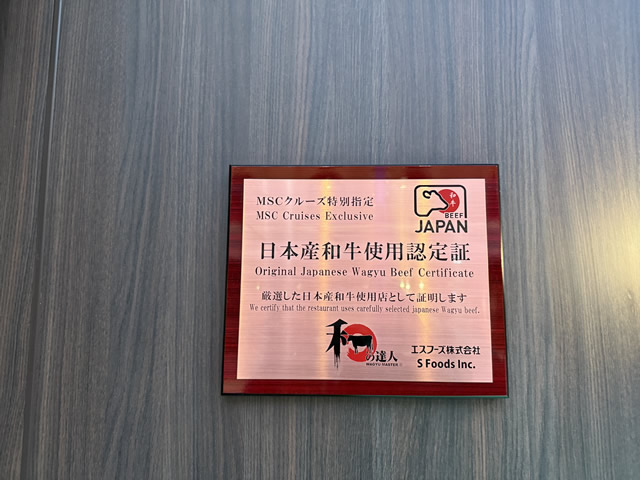 MSCクルーズ特別指定
MSC Cruises Exclusive
和牛
BEEF
JAPAN
日本産和牛使用認定証
Original Japanese Wagyu Beef Certificate
厳選した日本産和牛使用店として証明します
We certify that the restaurant uses carefully selected japanese Wagyu beef.
和の達人
WAGYU MASTER
エスフーズ株式会社
S Foods Inc.